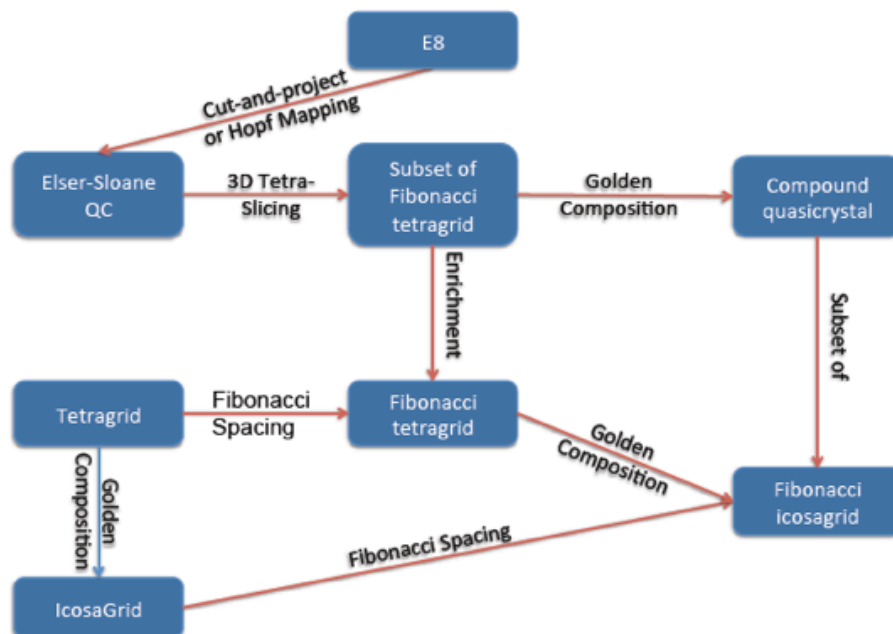 E8
Cut-and-project
or Hopf Mapping
Elser-Sloane
QC
3D Tetra-
Slicing
Subset of
Fibonacci
tetragrid
Golden
Composition
Compound
quasicrystal
Enrichment
Subset of
Tetragrid
Fibonacci
Spacing
Fibonacci
tetragrid
Golden
Composition
Golden
Composition
Fibonacci
icosagrid
Fibonacci Spacing
IcosaGrid